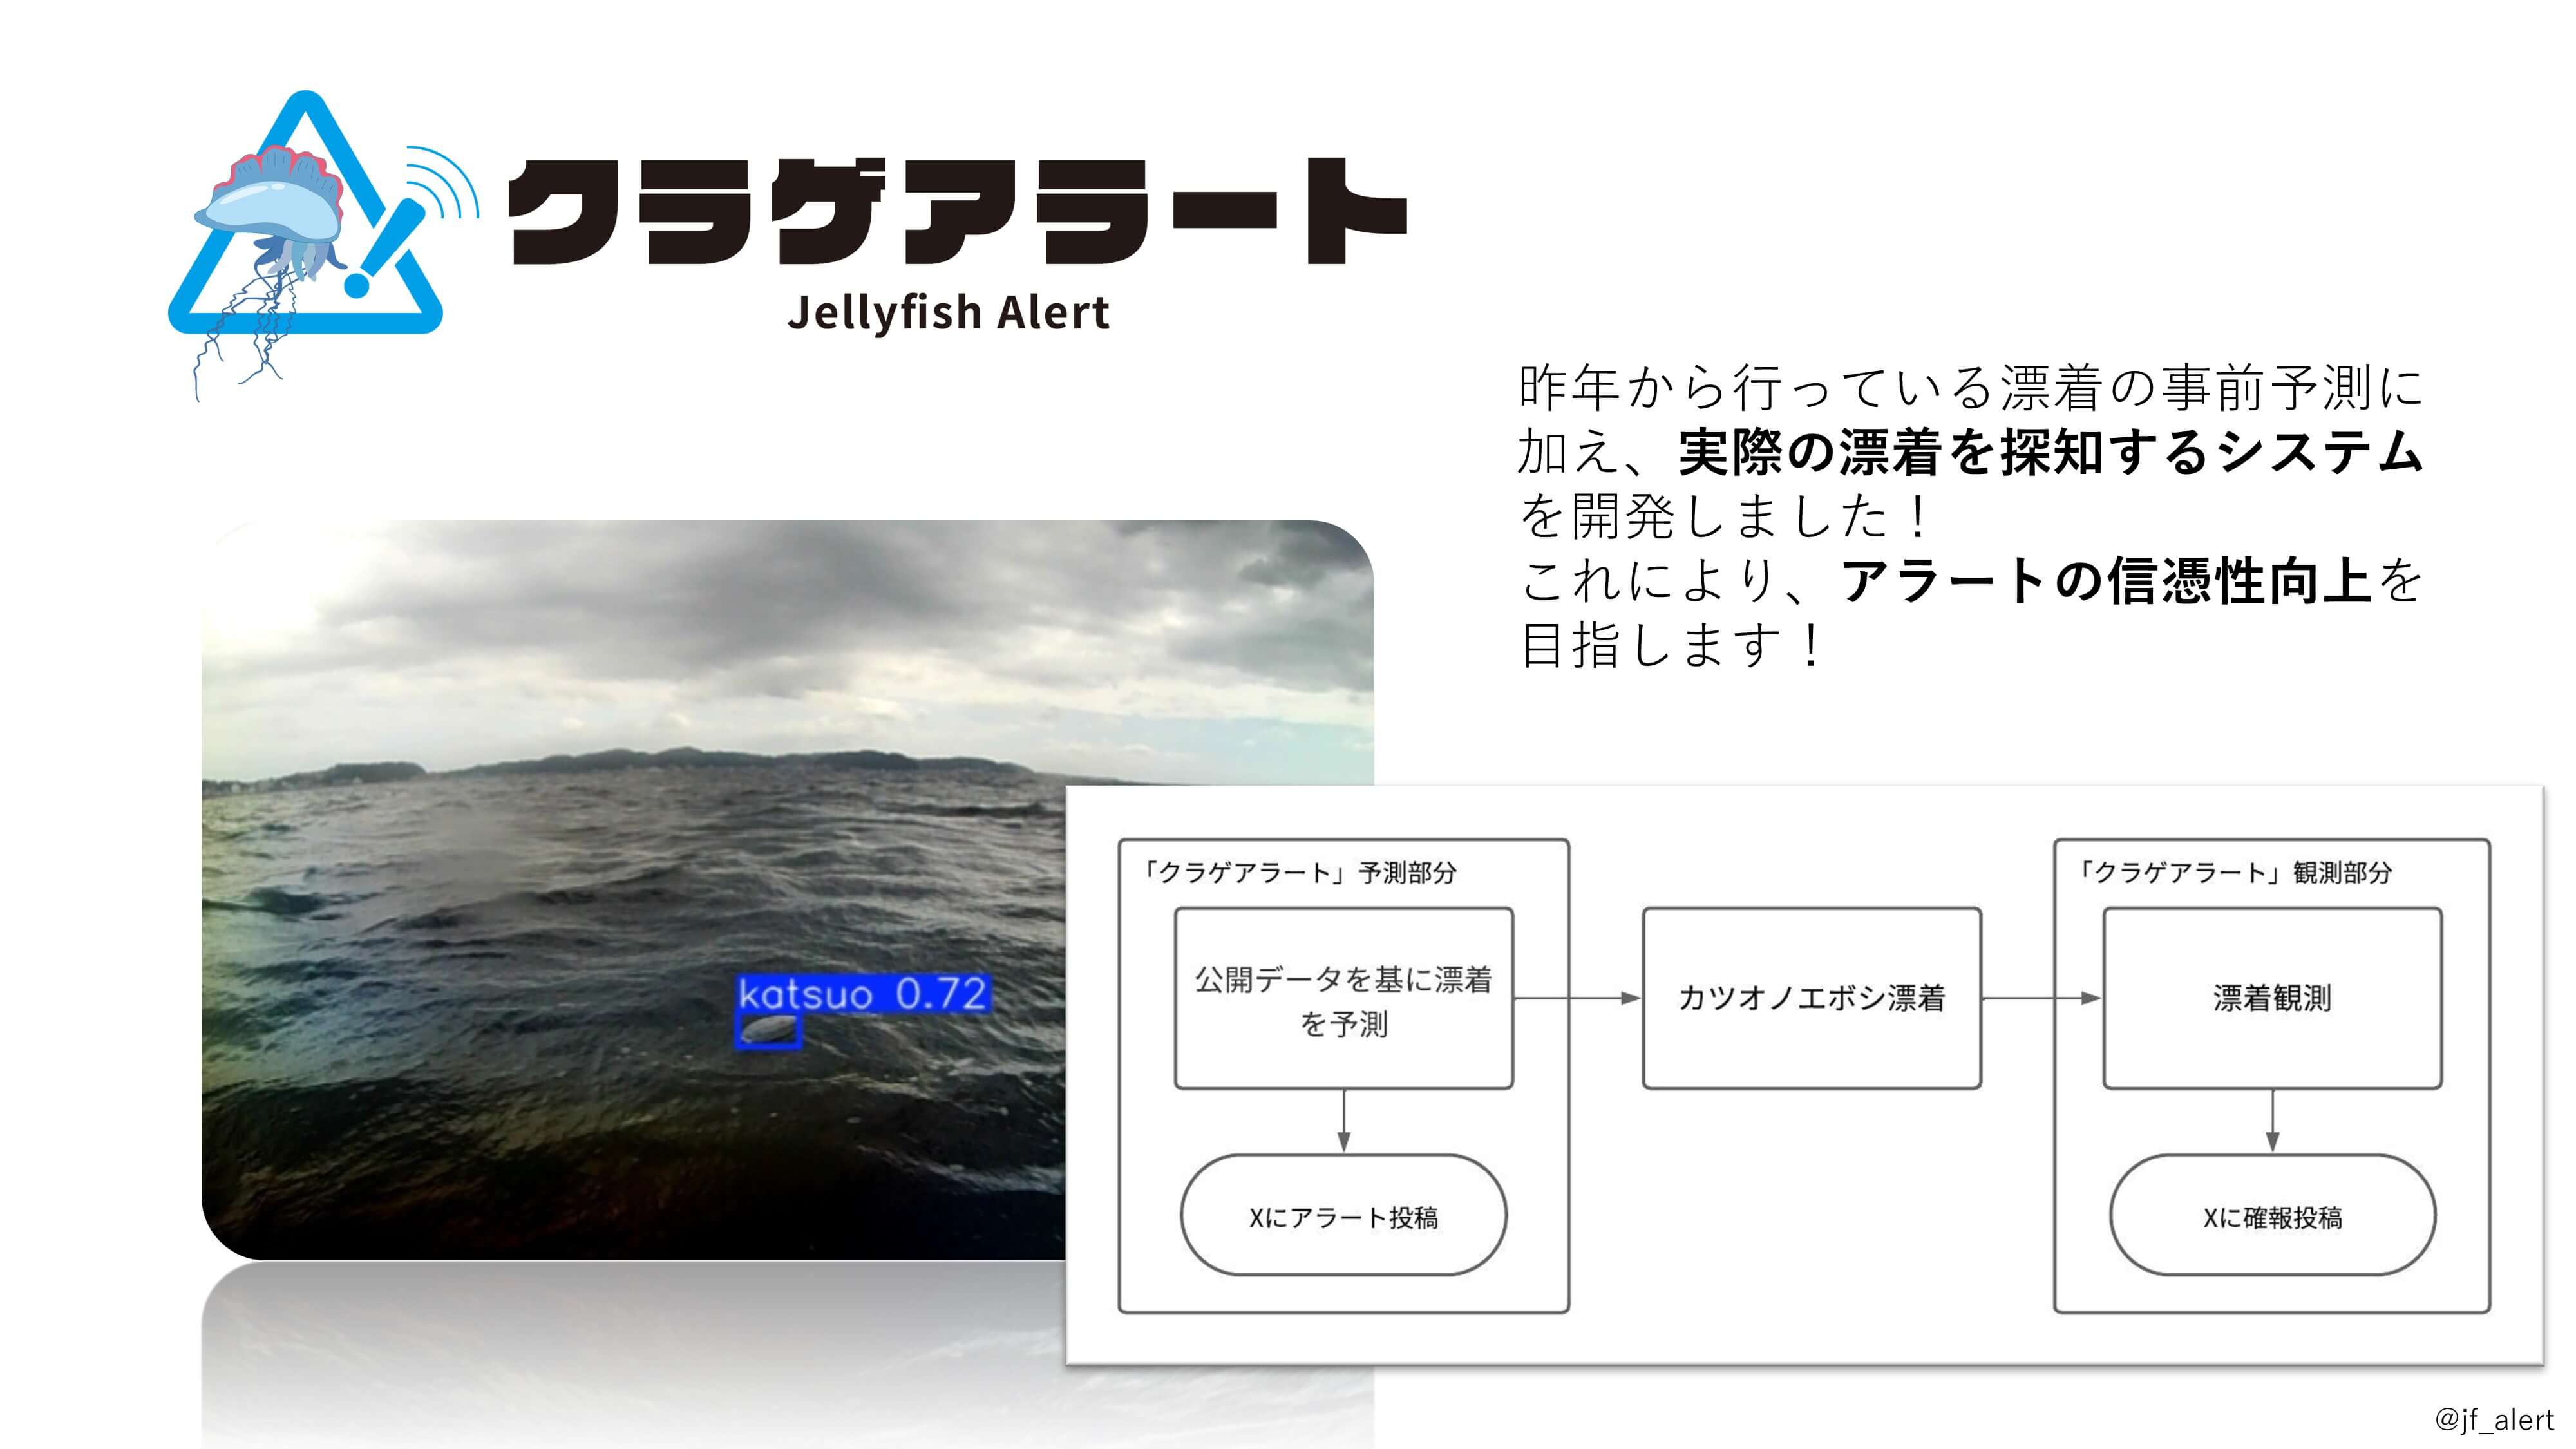 クラゲアラート
Jellyfish Alert
昨年から行っている漂着の事前予測に
加え、実際の漂着を探知するシステム
を開発しました！
これにより、アラートの信憑性向上を
目指します！
katsuo 0.72
「クラゲアラート」予測部分
公開データを基に漂着
を予測
Xにアラート投稿
カツオノエボシ漂着
「クラゲアラート」観測部分
漂着観測
Xに確報投稿
@jf_alert